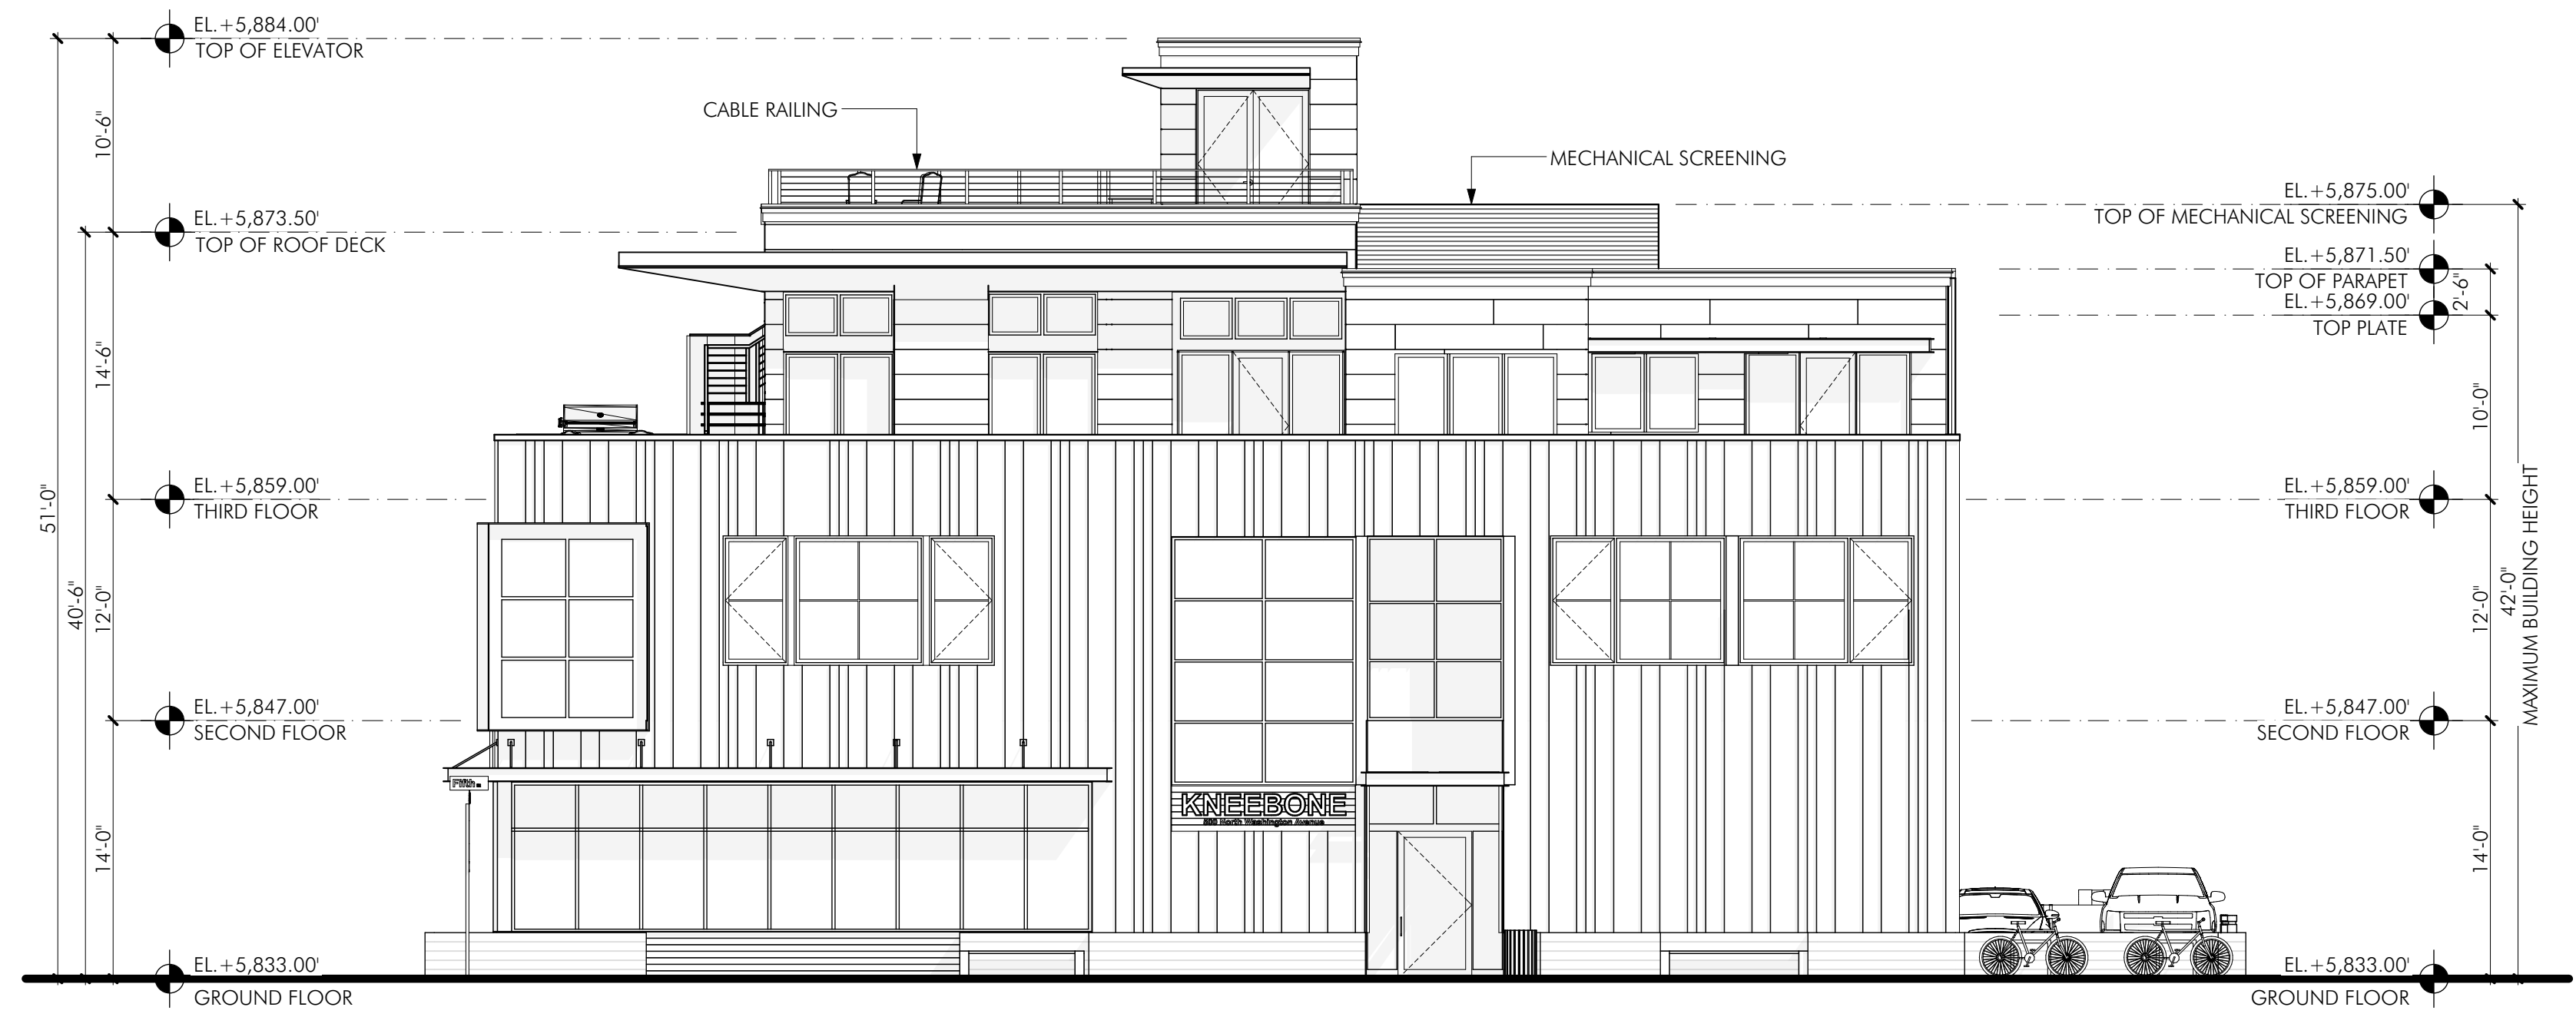 EL.+5,884.00'
TOP OF ELEVATOR
10'-6"
CABLE RAILING
MECHANICAL SCREENING
EL.+5,875.00'
TOP OF MECHANICAL SCREENING
EL.+5,873.50'
TOP OF ROOF DECK
EL.+5,871.50'
TOP OF PARAPET
2'-6"
EL.+5,869.00'
TOP PLATE
14'-6"
10'-0"
EL.+5,859.00'
THIRD FLOOR
EL.+5,859.00'
THIRD FLOOR
51'-0"
40'-6"
12'-0"
12'-0"
42'-0"
MAXIMUM BUILDING HEIGHT
EL.+5,847.00'
SECOND FLOOR
EL.+5,847.00'
SECOND FLOOR
Fifth
KNEEBONE
500 North Washington Avenue
14'-0"
14'-0"
EL.+5,833.00'
GROUND FLOOR
EL.+5,833.00'
GROUND FLOOR